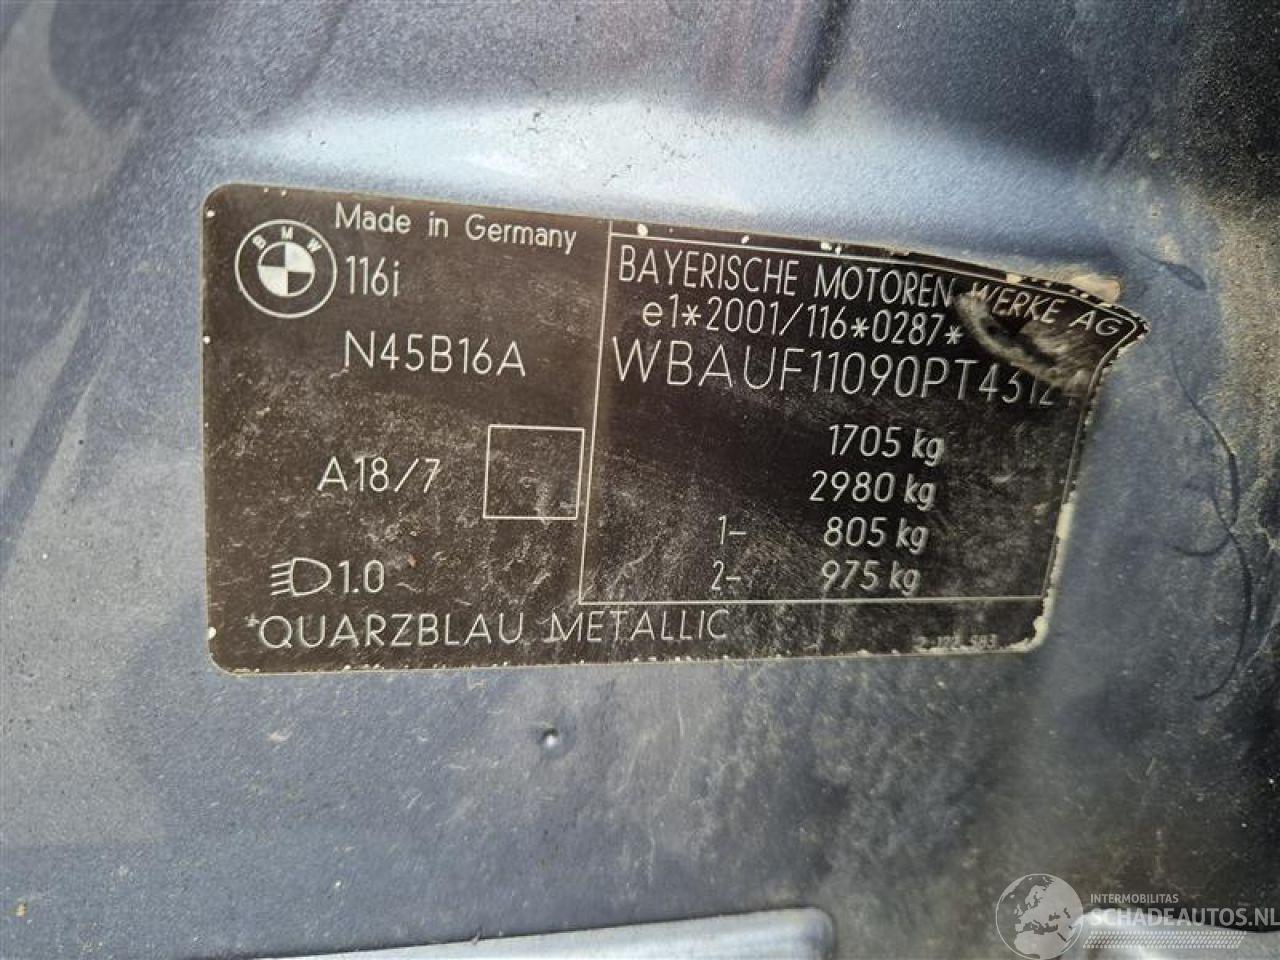 Made in Germany
BMW
116i
N45B16A
A18/7
1.0
QUARZBLAU METALLIC
BAYERISCHE MOTOREN WERKE AG
e1*2001/116*0287*
1705 kg
2980 kg
1- 805 kg
2- 975 kg
INTERMOBILITAS
SCHADEAUTOS.NL